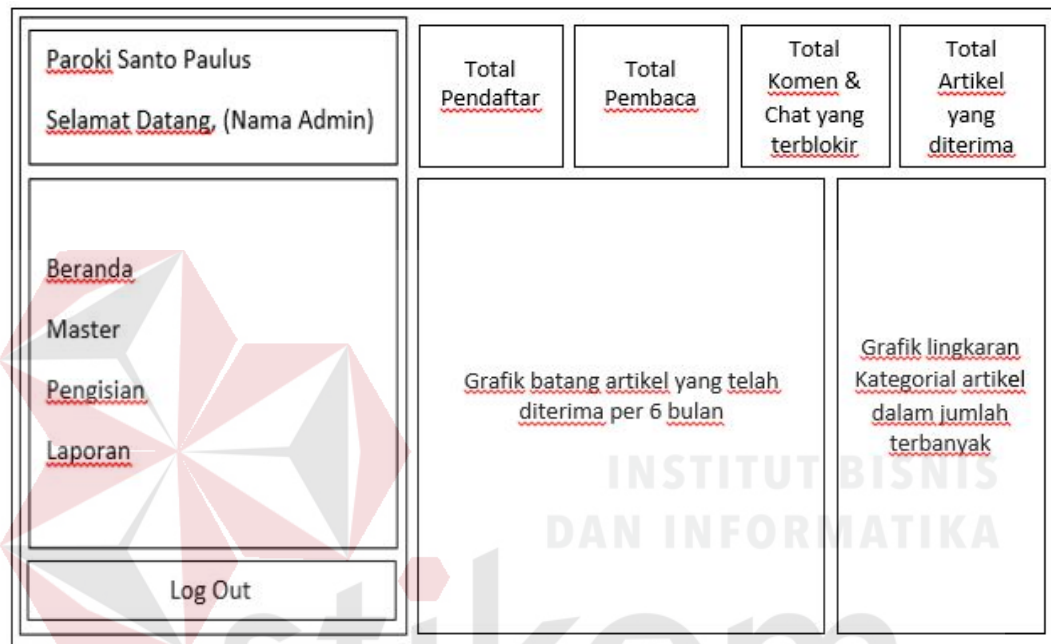 Paroki Santo Paulus
Selamat Datang, (Nama Admin)
Beranda
Master
Pengisian
Laporan
Log Out
Total
Pendaftar
Total
Pembaca
Total
Komen &
Chat yang
terblokir
Total
Artikel
yang
diterima
Grafik batang artikel yang telah
diterima per 6 bulan
Grafik lingkaran
Kategorial artikel
dalam jumlah
terbanyak
INSTITUT BISNIS
DAN INFORMATIKA
stikom